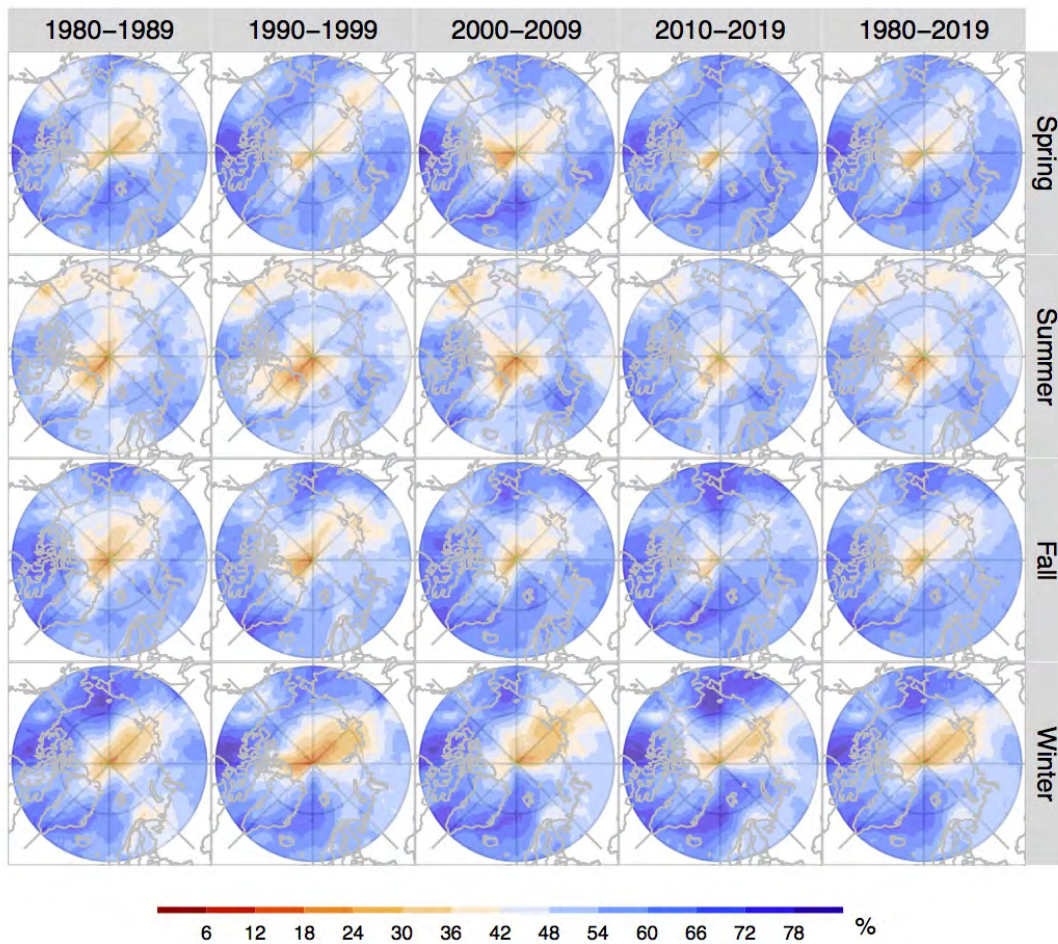 1980–1989 1990–1999 2000–2009 2010–2019 1980–2019
Spring
Summer
Fall
Winter
6 12 18 24 30 36 42 48 54 60 66 72 78 %